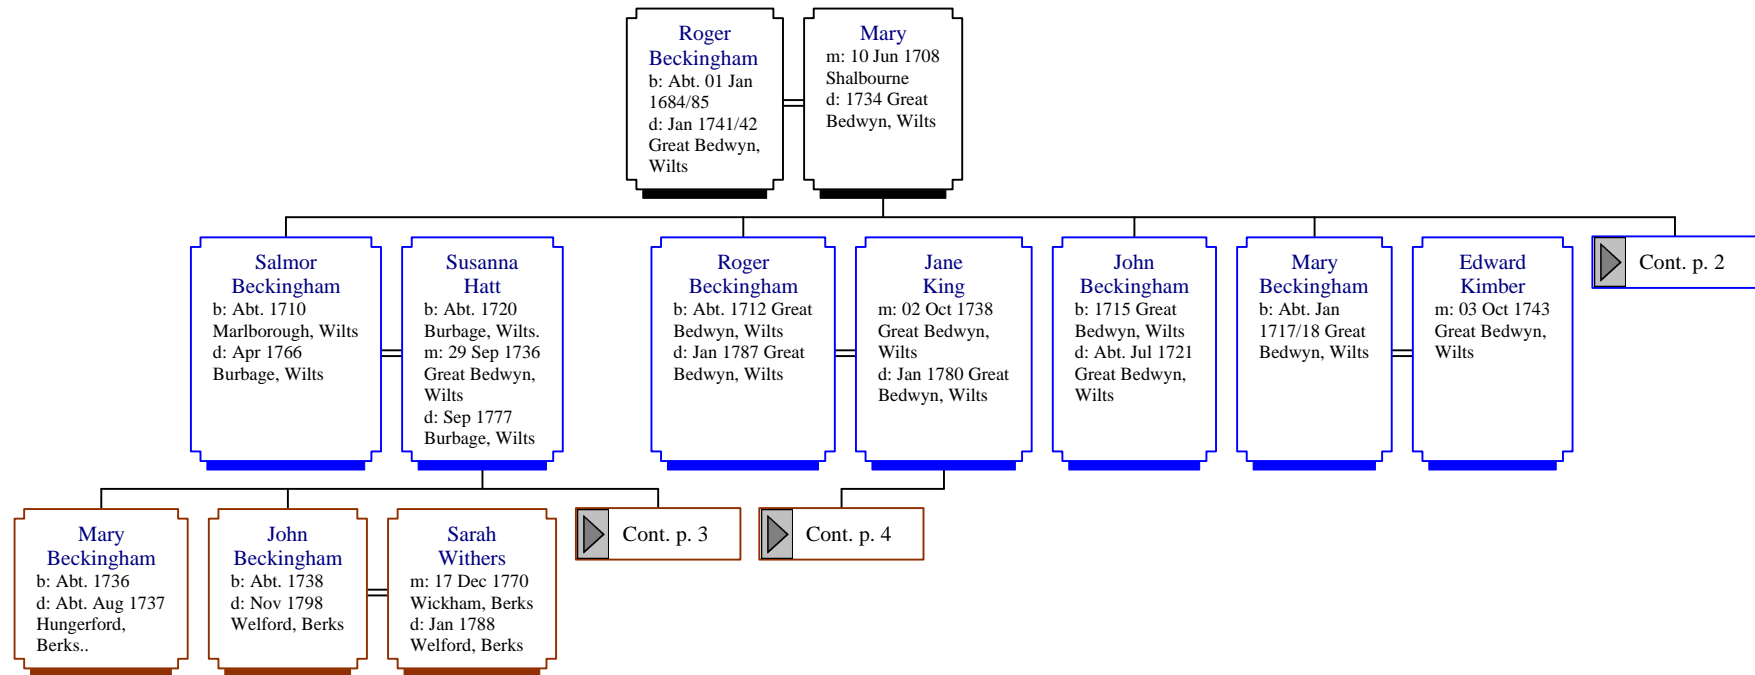 Roger
Beckingham
b: Abt. 01 Jan
1684/85
d: Jan 1741/42
Great Bedwyn,
Wilts
Mary
m: 10 Jun 1708
Shalbourne
d: 1734 Great
Bedwyn, Wilts
Salmor
Beckingham
b: Abt. 1710
Marlborough, Wilts
d: Apr 1766
Burbage, Wilts
Susanna
Hatt
b: Abt. 1720
Burbage, Wilts.
m: 29 Sep 1736
Great Bedwyn,
Wilts
d: Sep 1777
Burbage, Wilts
Roger
Beckingham
b: Abt. 1712 Great
Bedwyn, Wilts
d: Jan 1787 Great
Bedwyn, Wilts
Jane
King
m: 02 Oct 1738
Great Bedwyn,
Wilts
d: Jan 1780 Great
Bedwyn, Wilts
John
Beckingham
b: 1715 Great
Bedwyn, Wilts
d: Abt. Jul 1721
Great Bedwyn,
Wilts
Mary
Beckingham
b: Abt. Jan
1717/18 Great
Bedwyn, Wilts
Edward
Kimber
m: 03 Oct 1743
Great Bedwyn,
Wilts
Cont. p. 2
Mary
Beckingham
b: Abt. 1736
d: Abt. Aug 1737
Hungerford,
Berks..
John
Beckingham
b: Abt. 1738
d: Nov 1798
Welford, Berks
Sarah
Withers
m: 17 Dec 1770
Wickham, Berks
d: Jan 1788
Welford, Berks
Cont. p. 3
Cont. p. 4